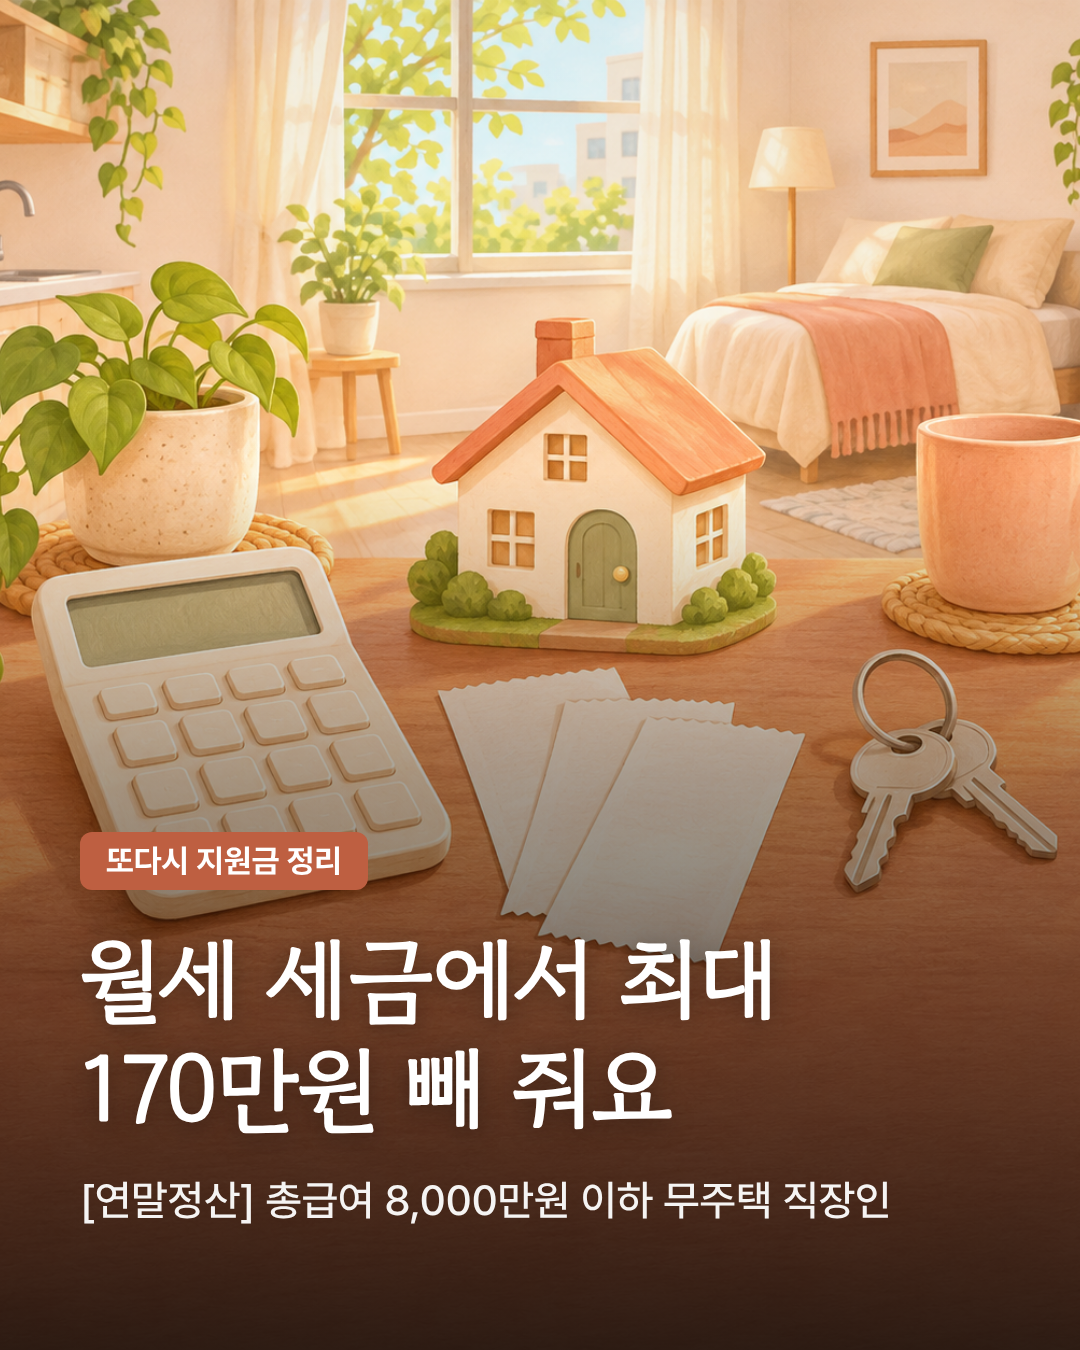 또다시 지원금 정리
월세 세금에서 최대
170만원 빼 줘요
[연말정산] 총급여 8,000만원 이하 무주택 직장인